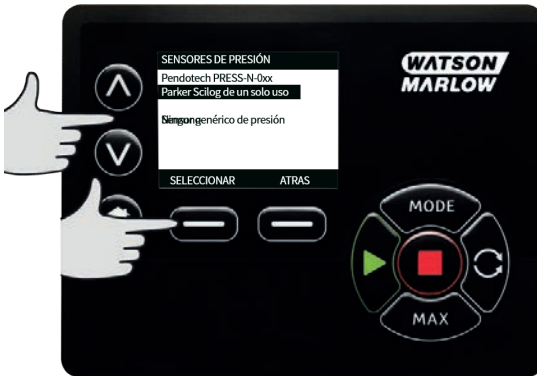 SENSORES DE PRESIÓN
Pendotech PRESS-N-0xx
Parker Scilog de un solo uso
genérico de presión
SELECCIONAR ATRAS
WATSON
MARLOW
MODE
MAX